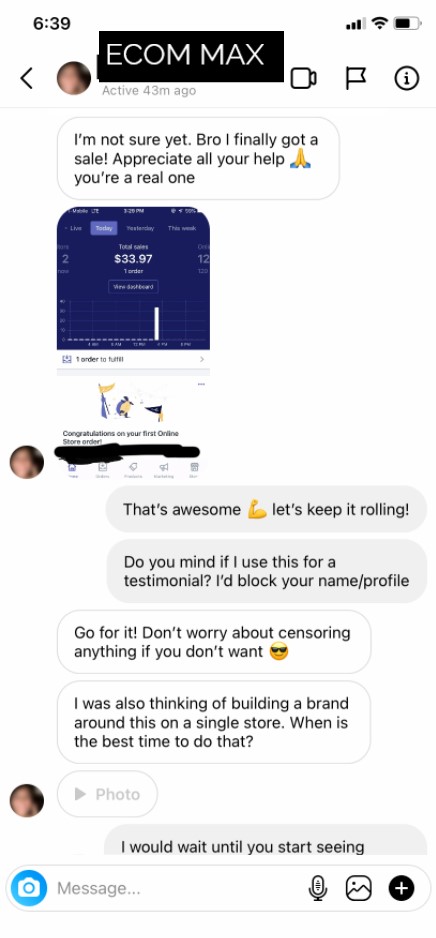 6:39
ECOM MAX
Active 43m ago
I'm not sure yet. Bro I finally got a
sale! Appreciate all your help 🙏
you're a real one
3:29 PM
Live Today Yesterday This week
Total sales
2 $33.97 12
1 order
View dashboard
1 order to fulfill
Congratulations on your first Online
Store order!
That's awesome 💪 let's keep it rolling!
Do you mind if I use this for a
testimonial? I'd block your name/profile
Go for it! Don't worry about censoring
anything if you don't want 😎
I was also thinking of building a brand
around this on a single store. When is
the best time to do that?
Photo
I would wait until you start seeing
Message...